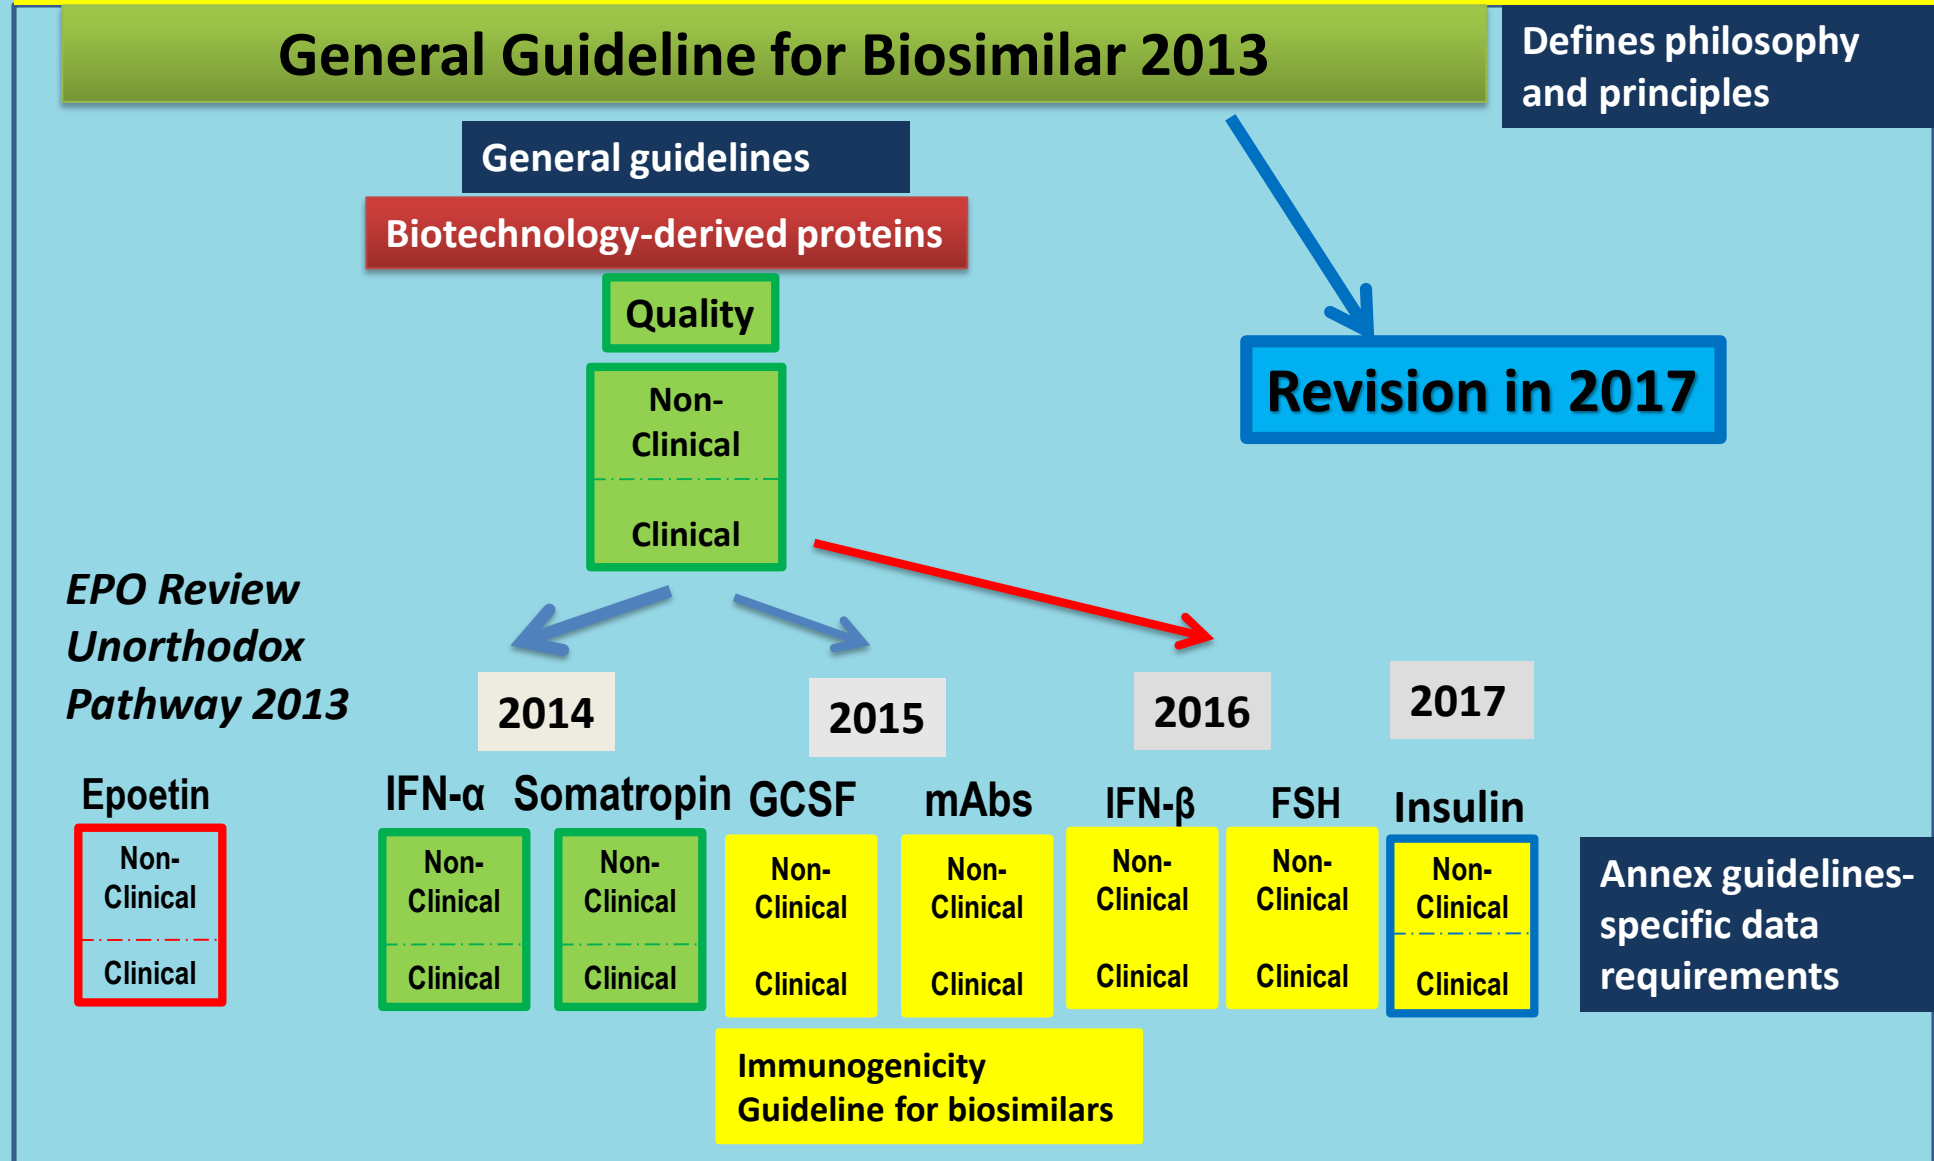 General Guideline for Biosimilar 2013
Defines philosophy
and principles
General guidelines
Biotechnology-derived proteins
Quality
Non-
Clinical
Clinical
Revision in 2017
EPO Review
Unorthodox
Pathway 2013
2014
2015
2016
2017
Epoetin
Non-
Clinical
Clinical
IFN-α
Non-
Clinical
Clinical
Somatropin
Non-
Clinical
Clinical
GCSF
Non-
Clinical
Clinical
mAbs
Non-
Clinical
Clinical
IFN-β
Non-
Clinical
Clinical
FSH
Non-
Clinical
Clinical
Insulin
Non-
Clinical
Clinical
Annex guidelines-
specific data
requirements
Immunogenicity
Guideline for biosimilars